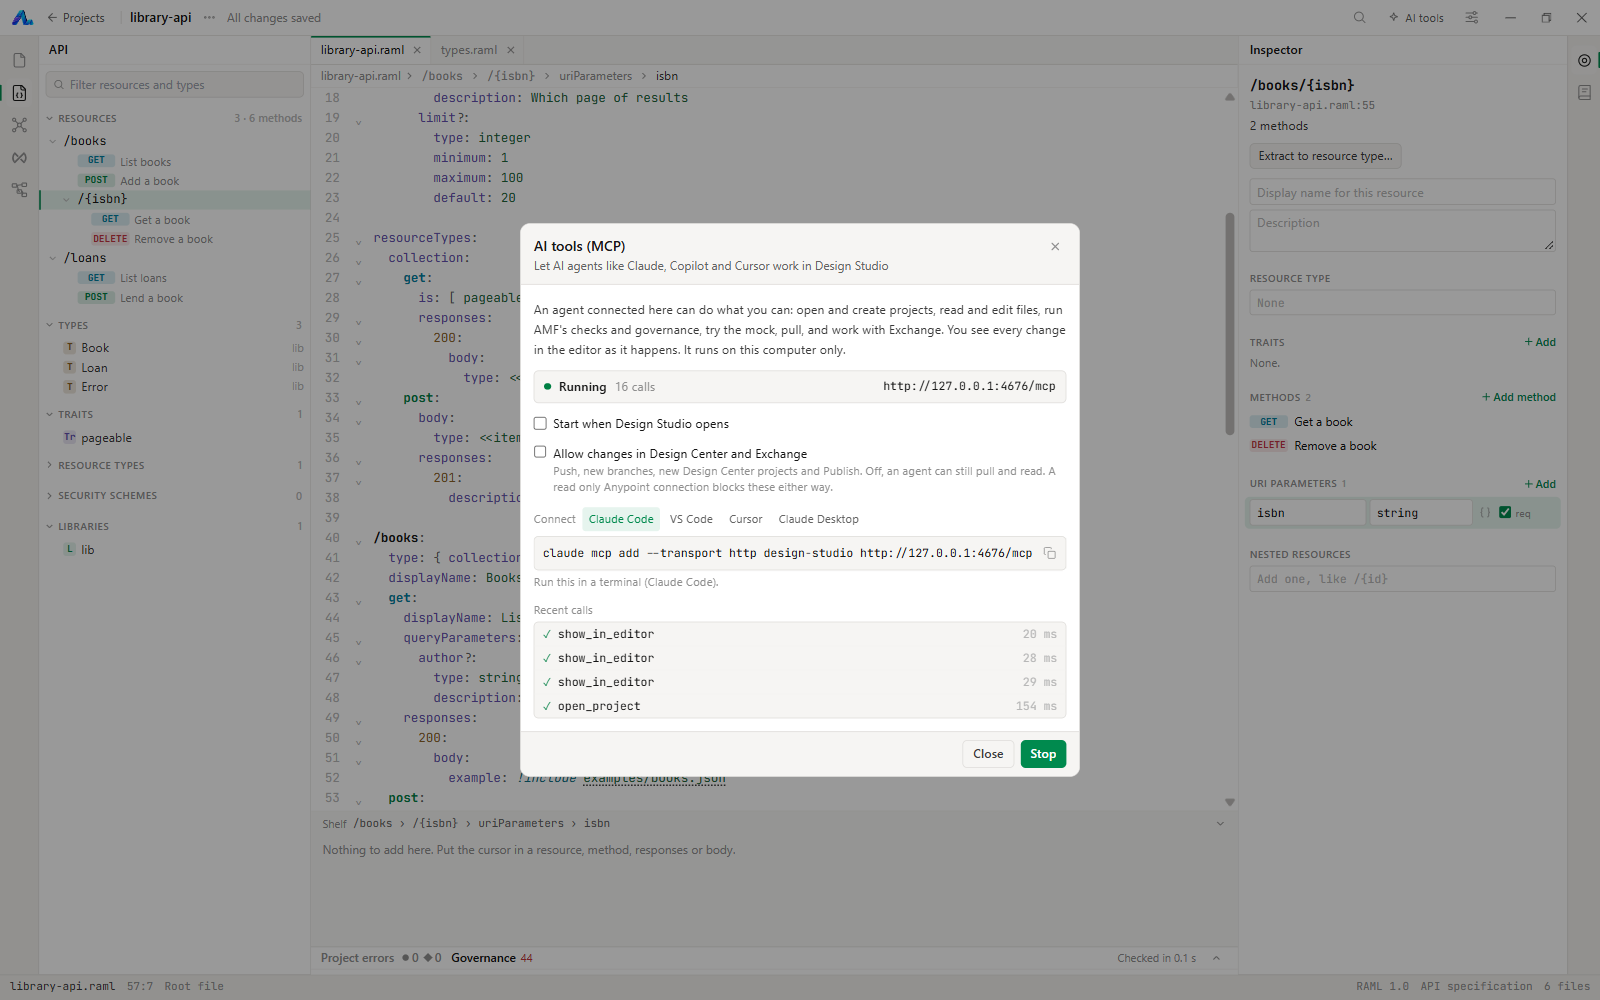 Projects
library-api
All changes saved
AI tools
API
Filter resources and types
RESOURCES
3 · 6 methods
/books
GET List books
POST Add a book
/{isbn}
GET Get a book
DELETE Remove a book
/loans
GET List loans
POST Lend a book
TYPES
3
T Book lib
T Loan lib
T Error lib
TRAITS
1
Tr pageable
RESOURCE TYPES
1
SECURITY SCHEMES
0
LIBRARIES
1
L lib
library-api.raml
types.raml
library-api.raml > /books > /{isbn} > uriParameters > isbn
18 description: Which page of results
19 limit?:
20 type: integer
21 minimum: 1
22 maximum: 100
23 default: 20
24
25 resourceTypes:
26 collection:
27 get:
28 is: [ pageable
29 responses:
30 200:
31 body:
32 type: <<
33 post:
34 body:
35 type: <<item
36 responses:
37 201:
38 descriptio
39
40 /books:
41 type: { collection
42 displayName: Books
43 get:
44 displayName: Lis
45 queryParameters:
46 author?:
47 type: string
48 description:
49 responses:
50 200:
51 body:
52 example: !include examples/books.json
53 post:
Shelf /books > /{isbn} > uriParameters > isbn
Nothing to add here. Put the cursor in a resource, method, responses or body.
Project errors 0 0 Governance 44
Checked in 0.1 s
AI tools (MCP)
Let AI agents like Claude, Copilot and Cursor work in Design Studio
An agent connected here can do what you can: open and create projects, read and edit files, run
AMF's checks and governance, try the mock, pull, and work with Exchange. You see every change
in the editor as it happens. It runs on this computer only.
Running 16 calls
http://127.0.0.1:4676/mcp
Start when Design Studio opens
Allow changes in Design Center and Exchange
Push, new branches, new Design Center projects and Publish. Off, an agent can still pull and read. A
read only Anypoint connection blocks these either way.
Connect Claude Code VS Code Cursor Claude Desktop
claude mcp add --transport http design-studio http://127.0.0.1:4676/mcp
Run this in a terminal (Claude Code).
Recent calls
show_in_editor 20 ms
show_in_editor 28 ms
show_in_editor 29 ms
open_project 154 ms
Close
Stop
Inspector
/books/{isbn}
library-api.raml:55
2 methods
Extract to resource type...
Display name for this resource
Description
RESOURCE TYPE
None
TRAITS
+ Add
None.
METHODS 2
+ Add method
GET Get a book
DELETE Remove a book
URI PARAMETERS 1
+ Add
isbn string {} req
NESTED RESOURCES
Add one, like /{id}
library-api.raml 57:7 Root file
RAML 1.0 API specification 6 files